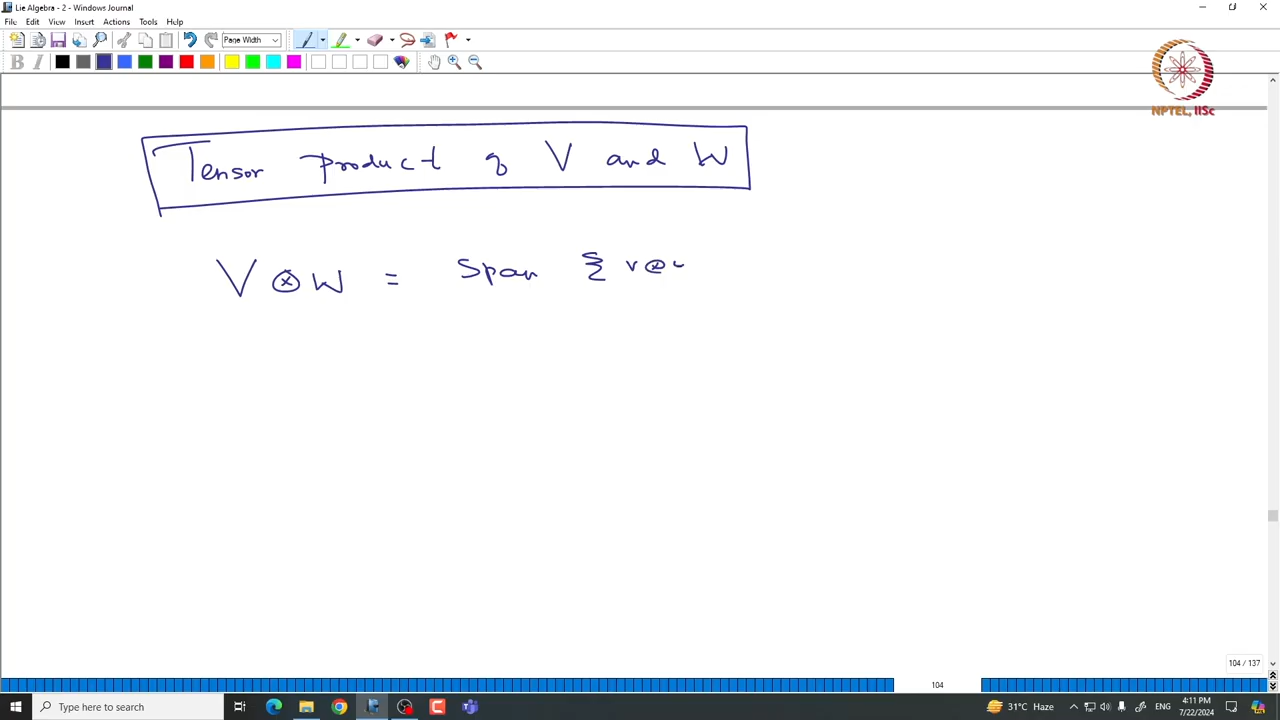 Lie Algebra - 2 - Windows Journal
File Edit View Insert Actions Tools Help
Page Width
B I
NPTEL, IISc
Tensor Product of V and W
V ⊗ W = Span { v ⊗
104 / 137
104
Type here to search
31°C Haze
4:11 PM
7/22/2024